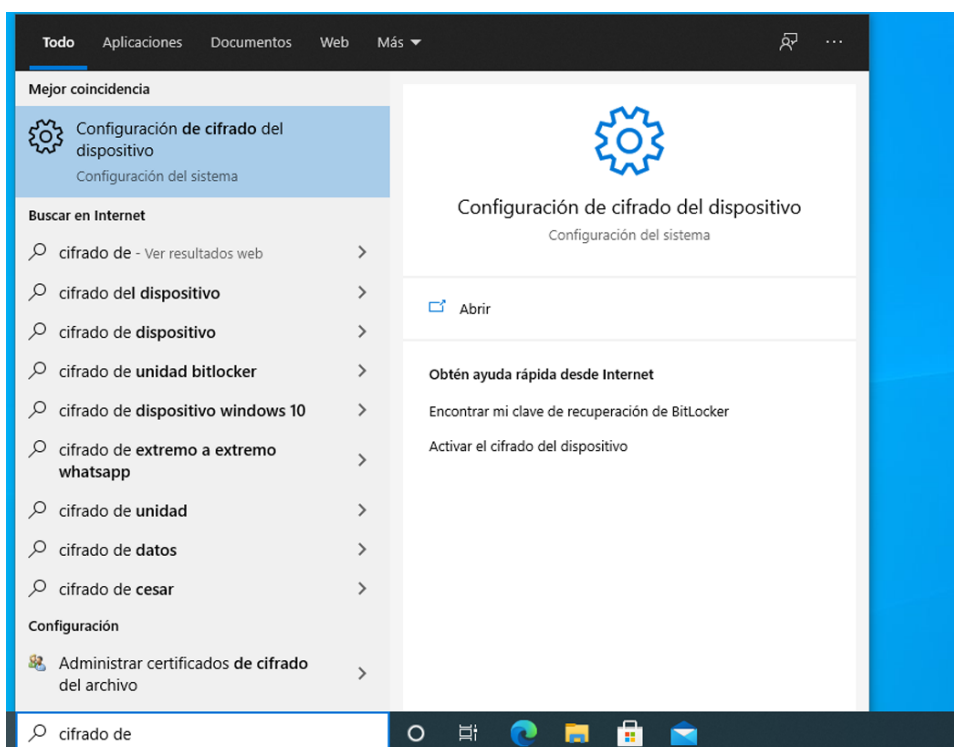 Todo Aplicaciones Documentos Web Más
Mejor coincidencia
Configuración de cifrado del
dispositivo
Configuración del sistema
Buscar en Internet
cifrado de - Ver resultados web
cifrado del dispositivo
cifrado de dispositivo
cifrado de unidad bitlocker
cifrado de dispositivo windows 10
cifrado de extremo a extremo
whatsapp
cifrado de unidad
cifrado de datos
cifrado de cesar
Configuración
Administrar certificados de cifrado
del archivo
cifrado de
Configuración de cifrado del dispositivo
Configuración del sistema
Abrir
Obtén ayuda rápida desde Internet
Encontrar mi clave de recuperación de BitLocker
Activar el cifrado del dispositivo